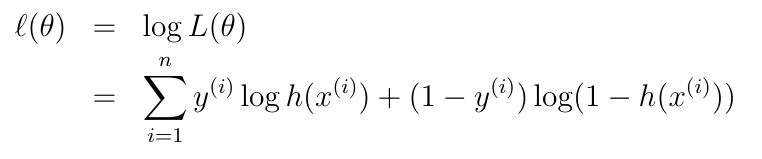 ℓ(θ) = log L(θ)
= ∑_{i=1}^{n} y^{(i)} log h(x^{(i)}) + (1 − y^{(i)}) log(1 − h(x^{(i)}))